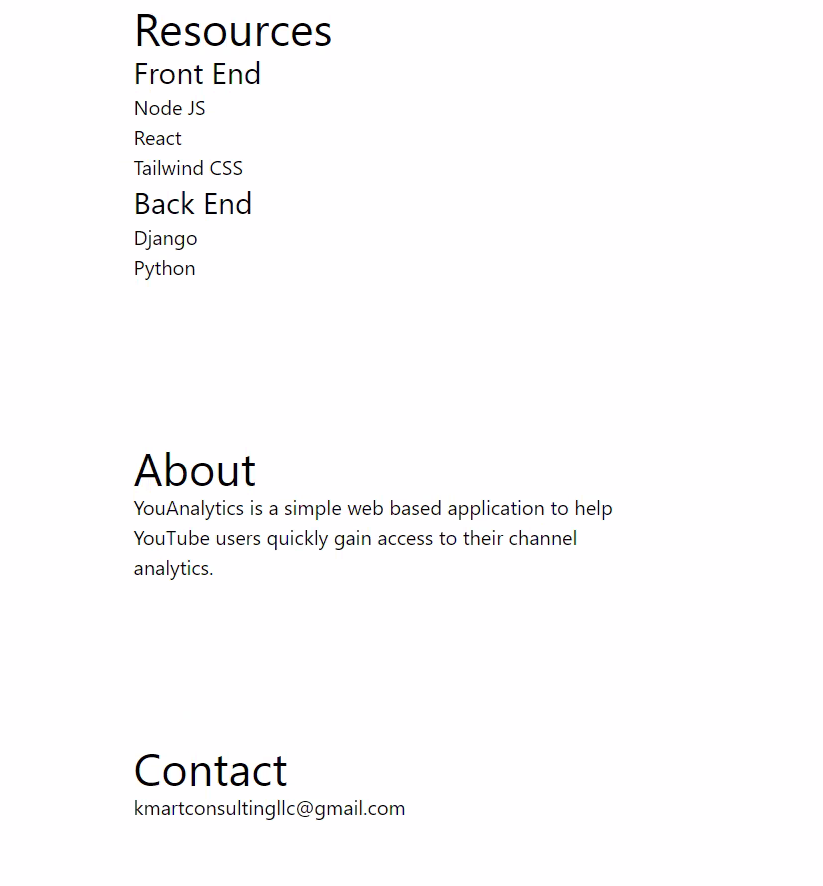 Resources
Front End
Node JS
React
Tailwind CSS
Back End
Django
Python
About
YouAnalytics is a simple web based application to help
YouTube users quickly gain access to their channel
analytics.
Contact
kmartconsultingllc@gmail.com